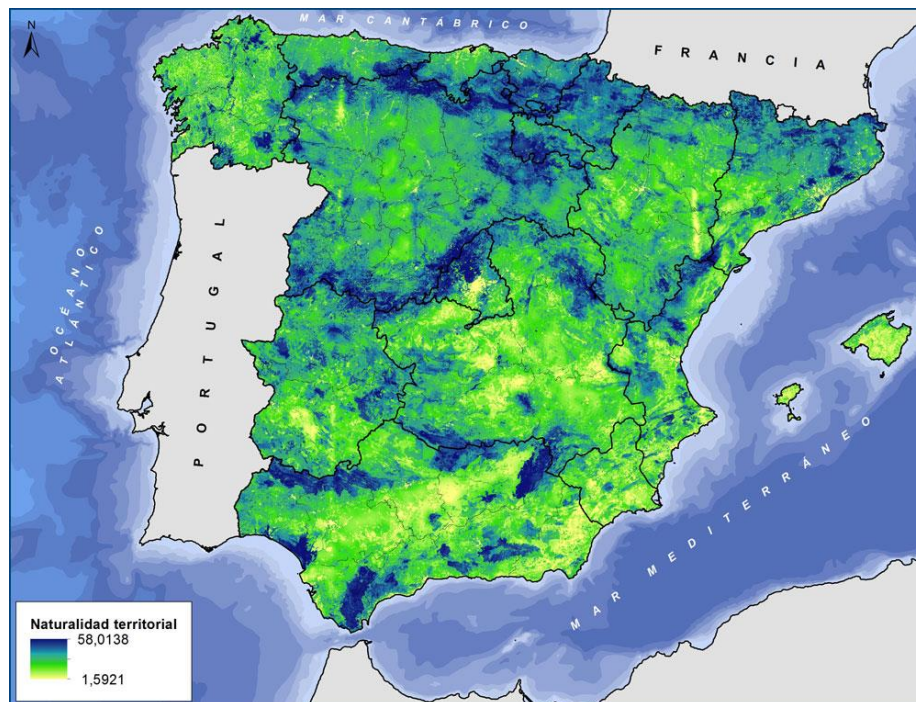 N
MAR CANTÁBRICO
FRANCIA
OCÉANO
ATLÁNTICO
PORTUGAL
MAR MEDITERRÁNEO
Naturalidad territorial
58,0138
1,5921